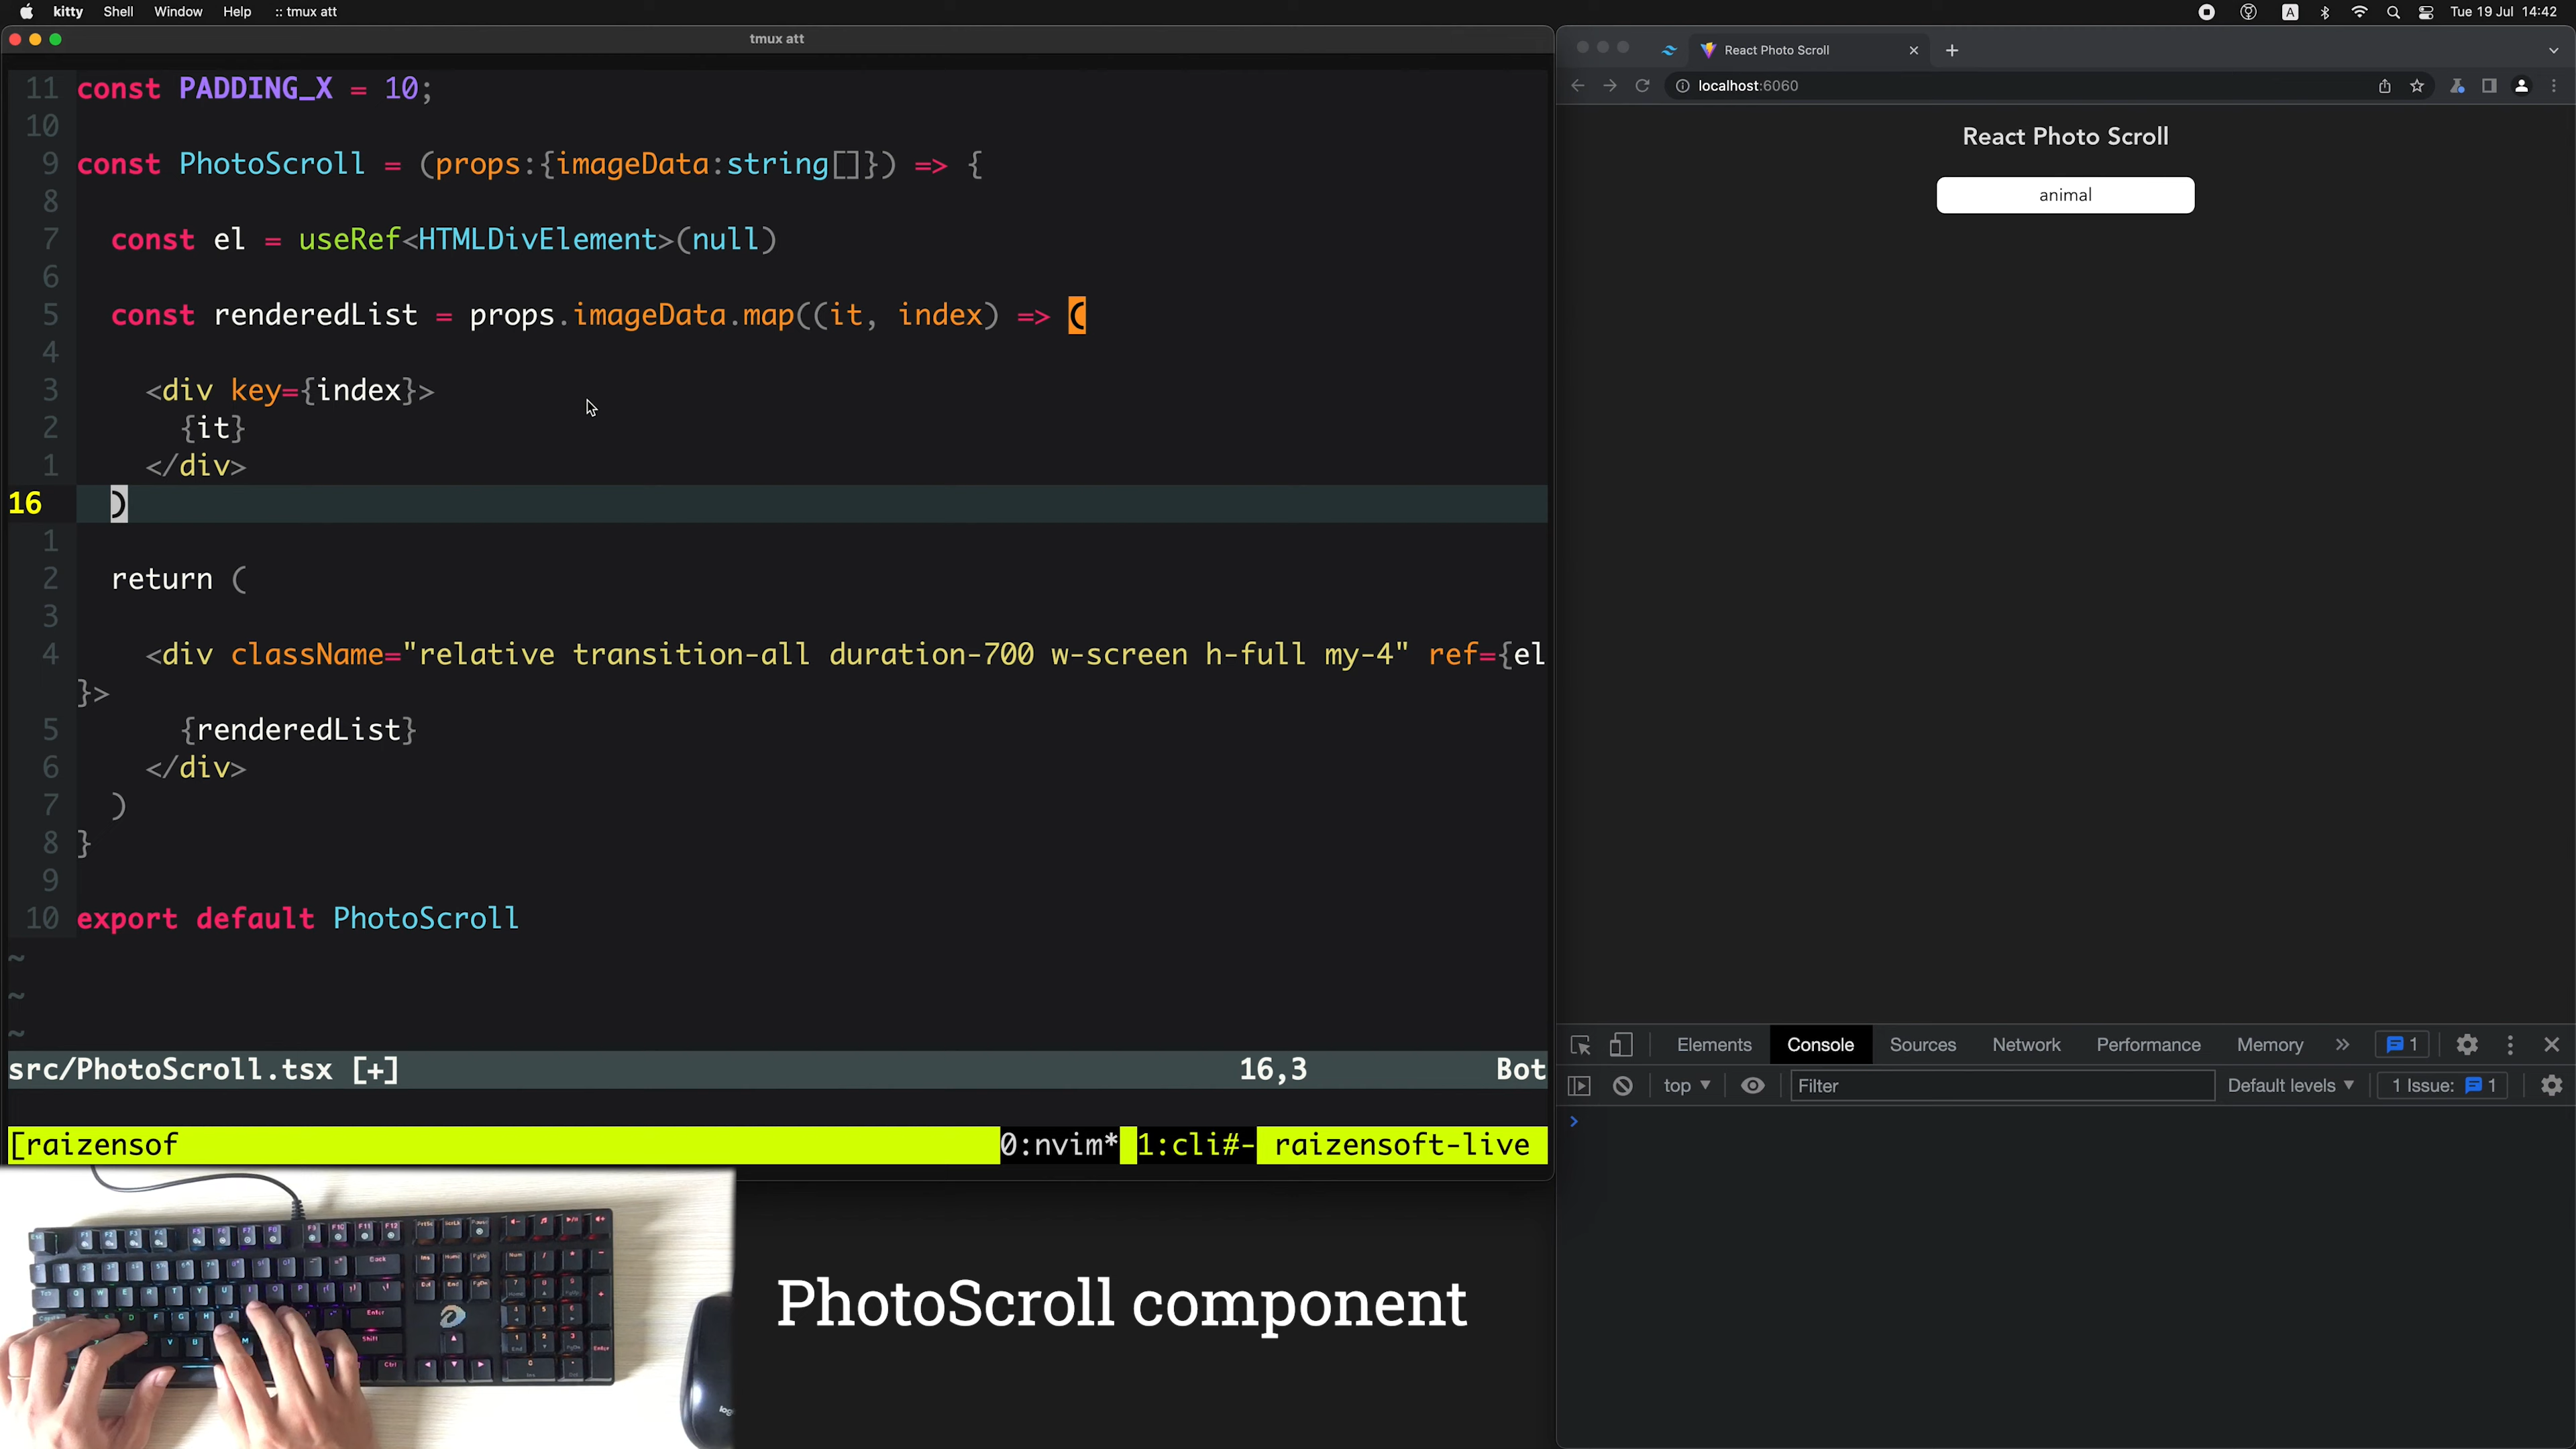 kitty Shell Window Help :: tmux att
A Tue 19 Jul 14:42
tmux att
11 const PADDING_X = 10;
10
9 const PhotoScroll = (props:{imageData:string[]}) => {
8
7 const el = useRef<HTMLDivElement>(null)
6
5 const renderedList = props.imageData.map((it, index) => (
4
3 <div key={index}>
2 {it}
1 </div>
16 )
1
2 return (
3
4 <div className="relative transition-all duration-700 w-screen h-full my-4" ref={el
}>
5 {renderedList}
6 </div>
7 )
8 }
9
10 export default PhotoScroll
~
~
~
src/PhotoScroll.tsx [+] 16,3 Bot
[raizensof 0:nvim* 1:cli#- raizensoft-live
React Photo Scroll
localhost:6060
React Photo Scroll
animal
Elements Console Sources Network Performance Memory » 1
top Filter Default levels 1 Issue: 1
>
PhotoScroll component